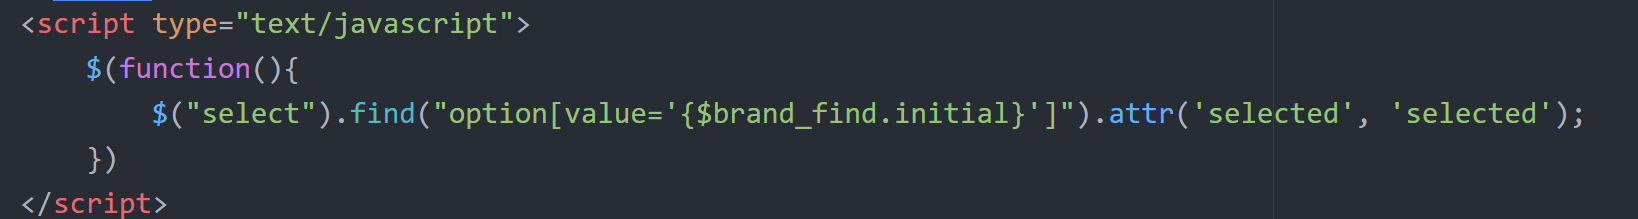 <script type="text/javascript">
    $(function(){
        $("select").find("option[value='{$brand_find.initial}']").attr('selected', 'selected');
    })
</script>